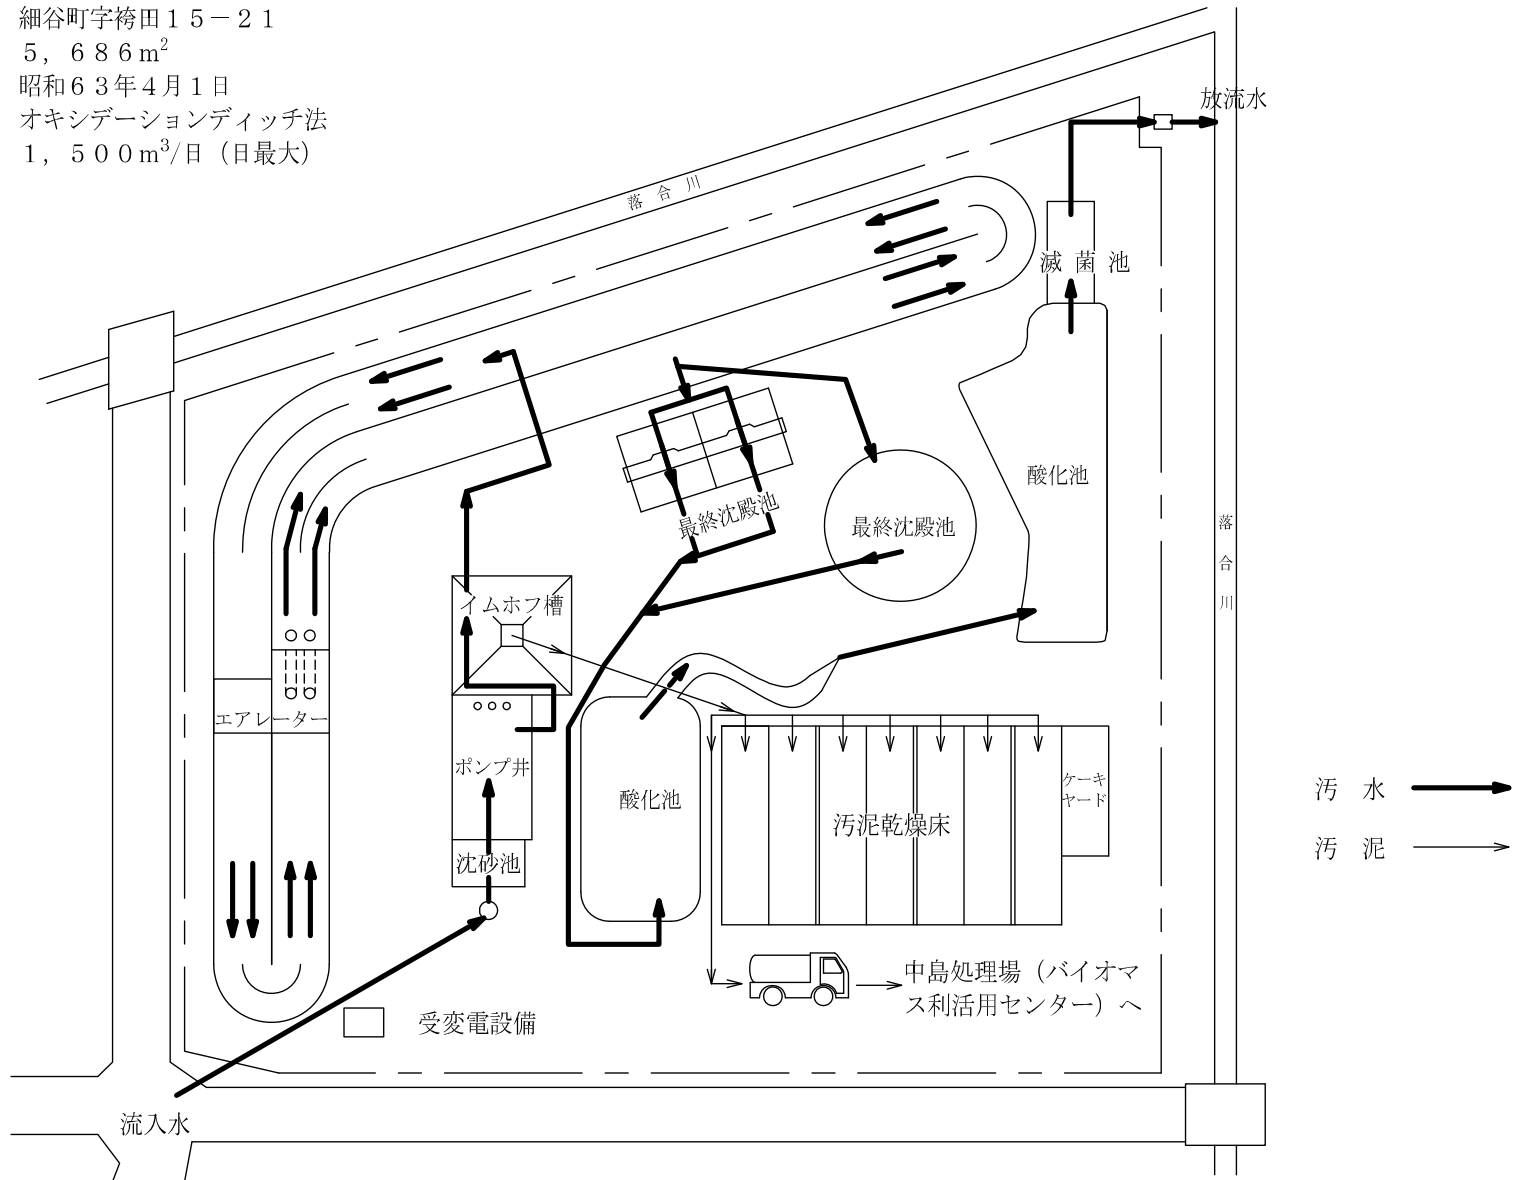 細谷町字袴田１５－２１
５，６８６m²
昭和６３年４月１日
オキシデーションディッチ法
１，５００m³/日（日最大）
放流水
落合川
滅菌池
酸化池
最終沈殿池
最終沈殿池
落合川
イムホフ槽
エアレーター
ポンプ井
酸化池
ケーキ
ヤード
汚泥乾燥床
汚水
汚泥
沈砂池
中島処理場（バイオマ
ス利活用センター）へ
受変電設備
流入水